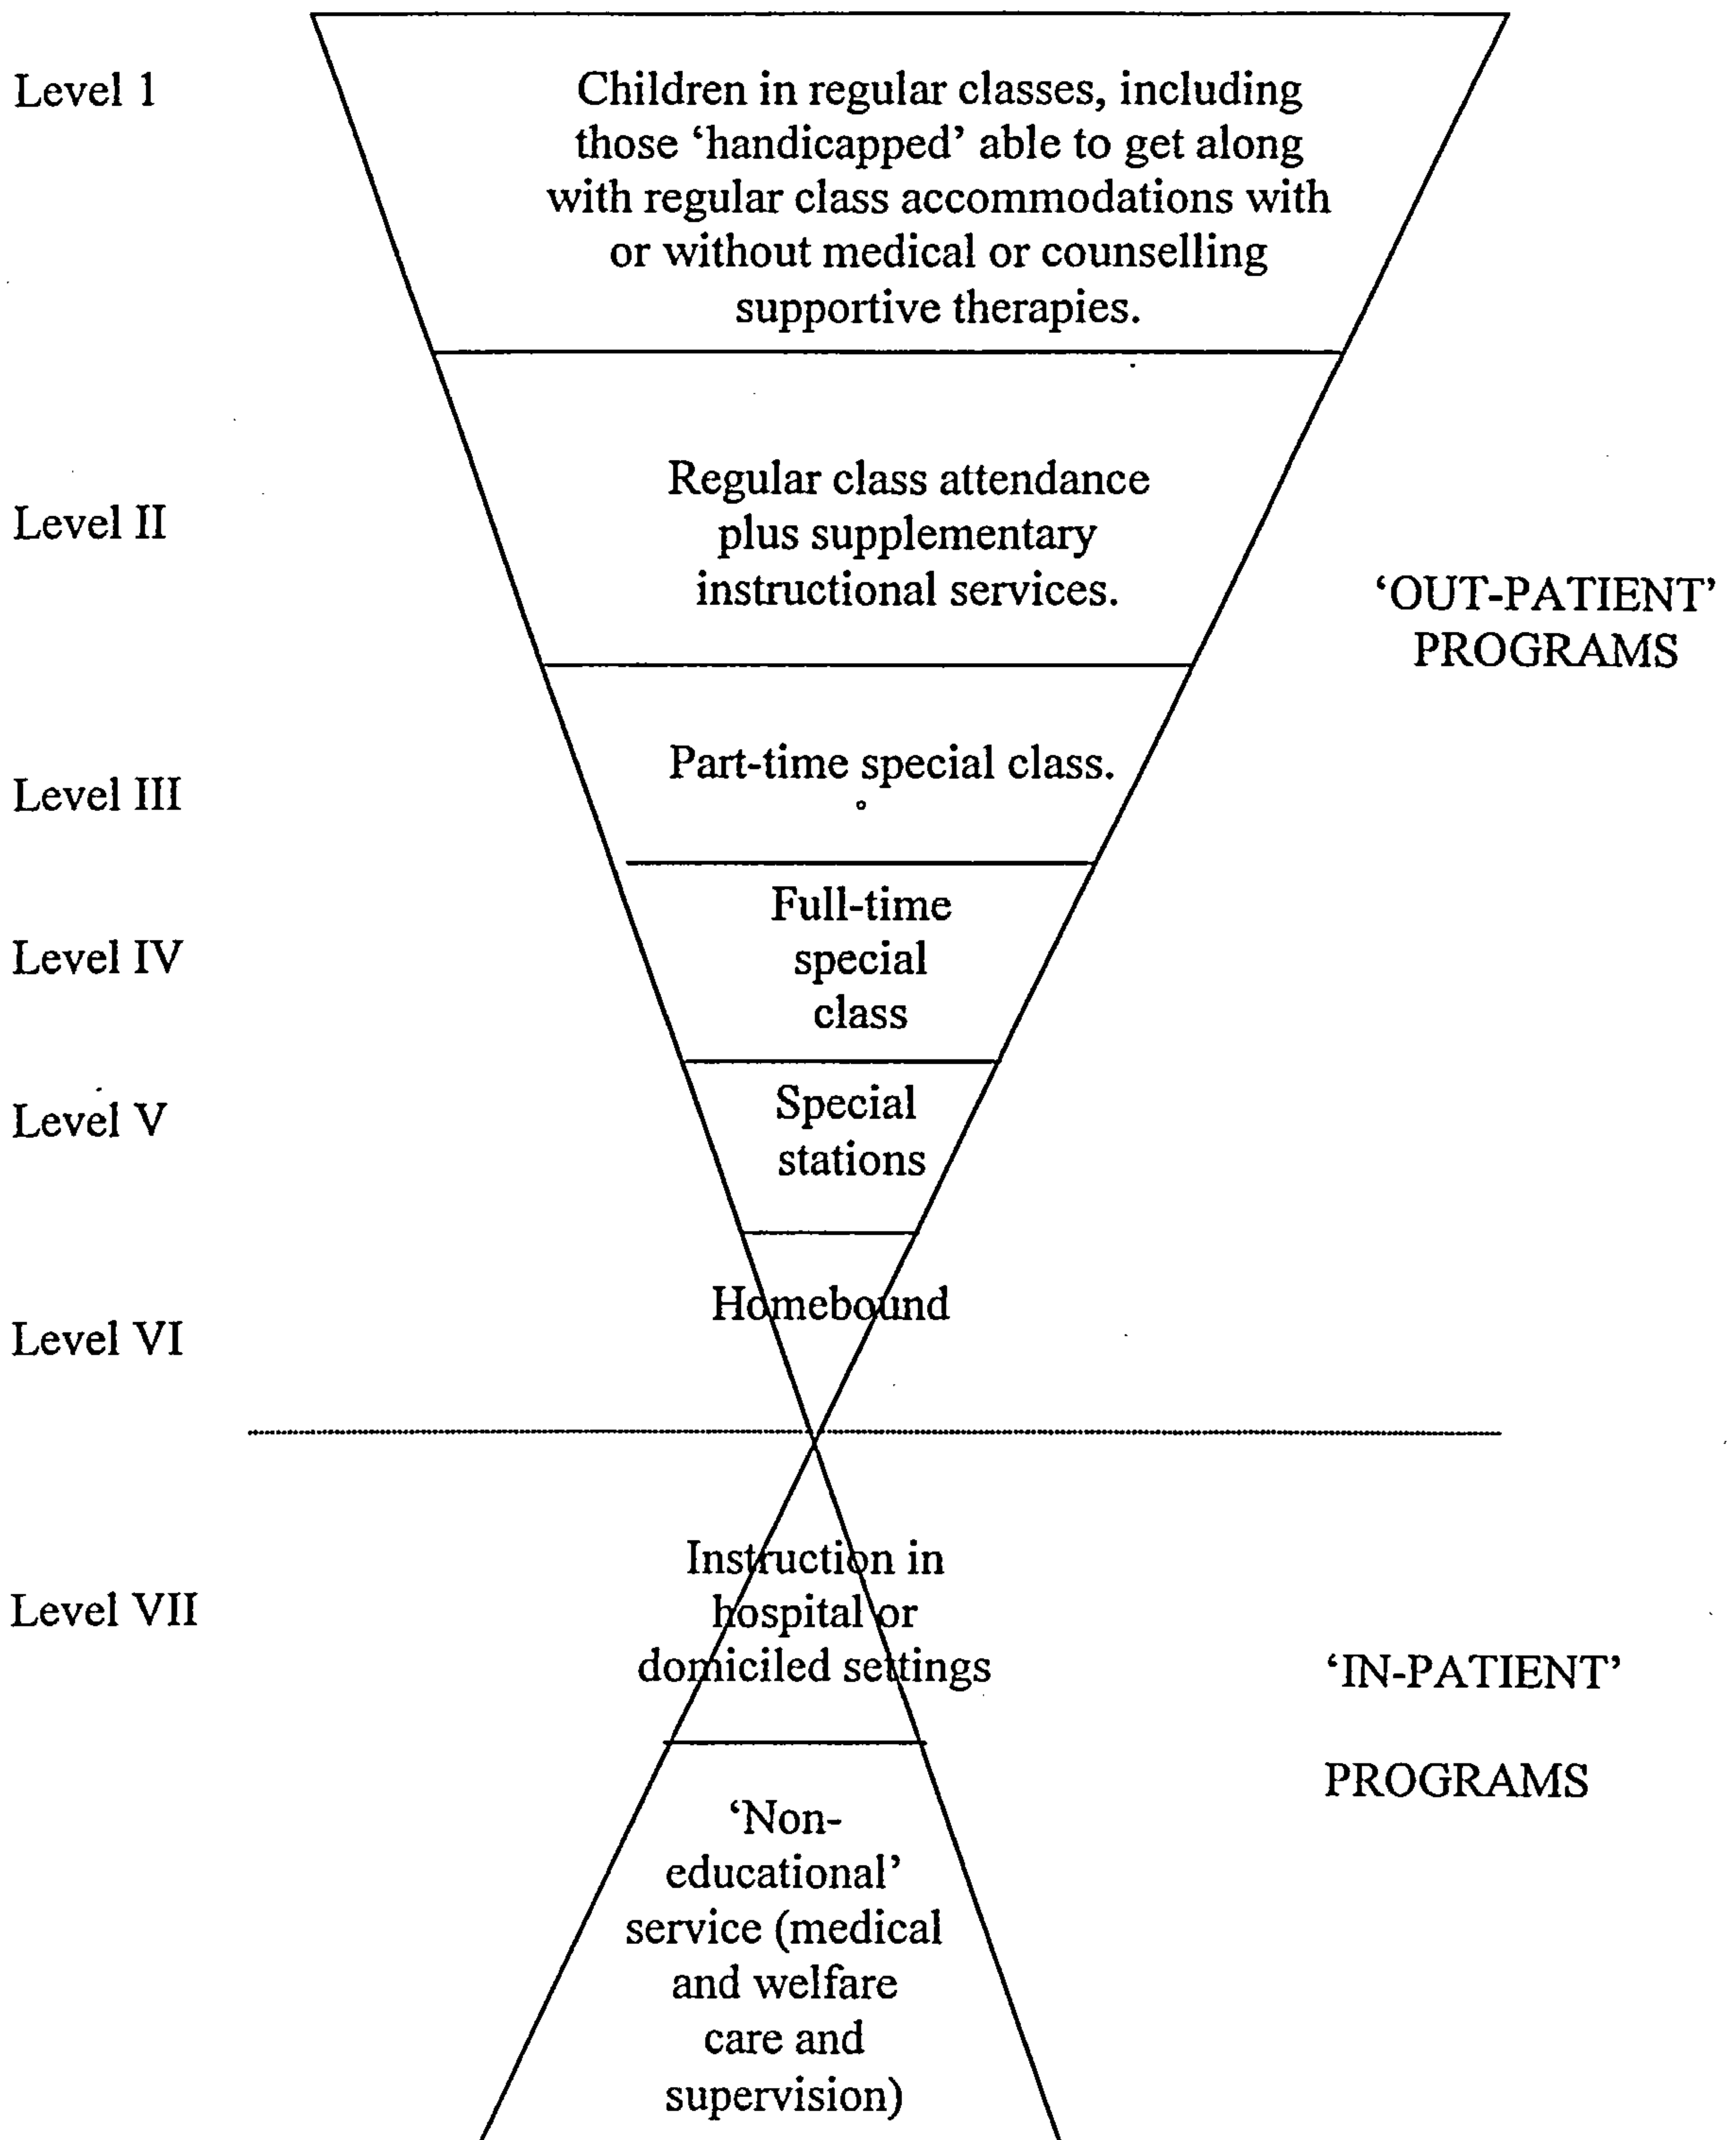 Level 1
Children in regular classes, including
those ‘handicapped’ able to get along
with regular class accommodations with
or without medical or counselling
supportive therapies.
Level II
Regular class attendance
plus supplementary
instructional services.
‘OUT-PATIENT’
PROGRAMS
Level III
Part-time special class.
Level IV
Full-time
special
class
Level V
Special
stations
Level VI
Homebound
Level VII
Instruction in
hospital or
domiciled settings
‘IN-PATIENT’
PROGRAMS
‘Non-
educational’
service (medical
and welfare
care and
supervision)